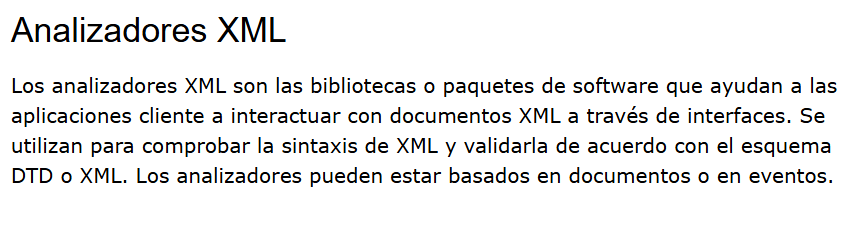 Analizadores XML
Los analizadores XML son las bibliotecas o paquetes de software que ayudan a las
aplicaciones cliente a interactuar con documentos XML a través de interfaces. Se
utilizan para comprobar la sintaxis de XML y validarla de acuerdo con el esquema
DTD o XML. Los analizadores pueden estar basados en documentos o en eventos.